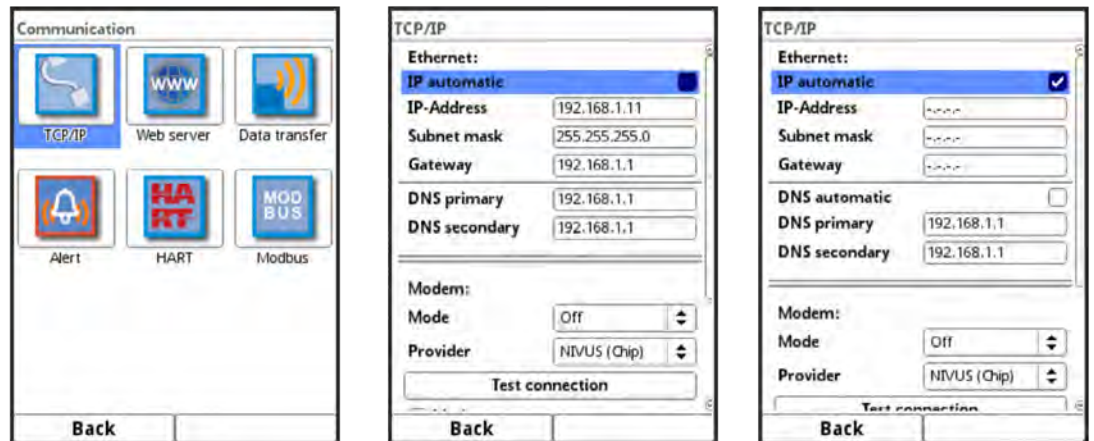 Communication
WWW
TCP/IP Web server Data transfer
HART
MOD
BUS
Alert HART Modbus
Back
TCP/IP
Ethernet:
IP automatic
IP-Address 192.168.1.11
Subnet mask 255.255.255.0
Gateway 192.168.1.1
DNS primary 192.168.1.1
DNS secondary 192.168.1.1
Modem:
Mode Off
Provider NIVUS (Chip)
Test connection
Back
TCP/IP
Ethernet:
IP automatic
IP-Address -.-.-.-
Subnet mask -.-.-.-
Gateway -.-.-.-
DNS automatic
DNS primary 192.168.1.1
DNS secondary 192.168.1.1
Modem:
Mode Off
Provider NIVUS (Chip)
Test connection
Back